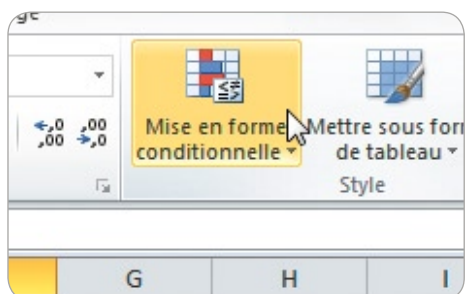 Mise en forme
conditionnelle
Mettre sous for
de tableau
,0
,00
,00
,0
Style
G H I